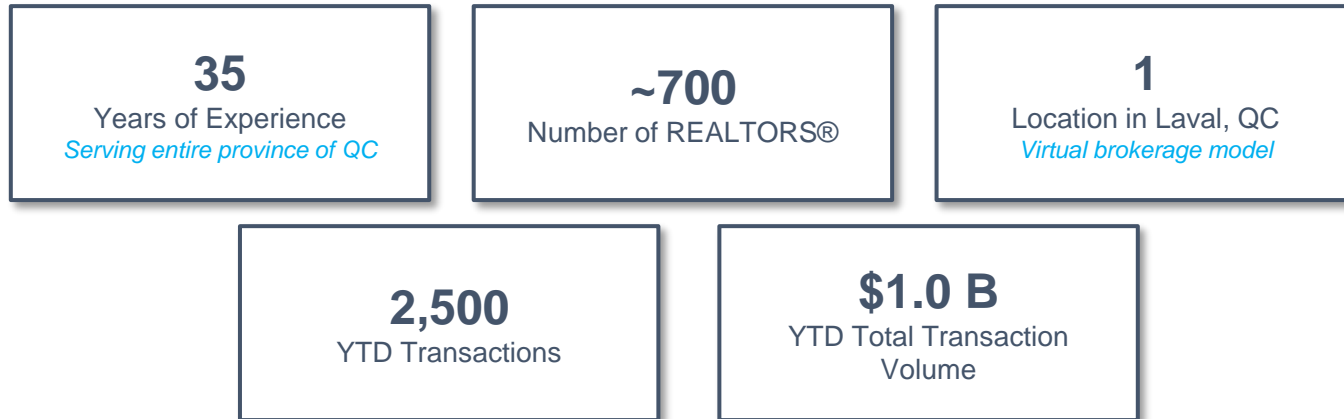 35
Years of Experience
Serving entire province of QC
~700
Number of REALTORS®
1
Location in Laval, QC
Virtual brokerage model
2,500
YTD Transactions
$1.0 B
YTD Total Transaction
Volume